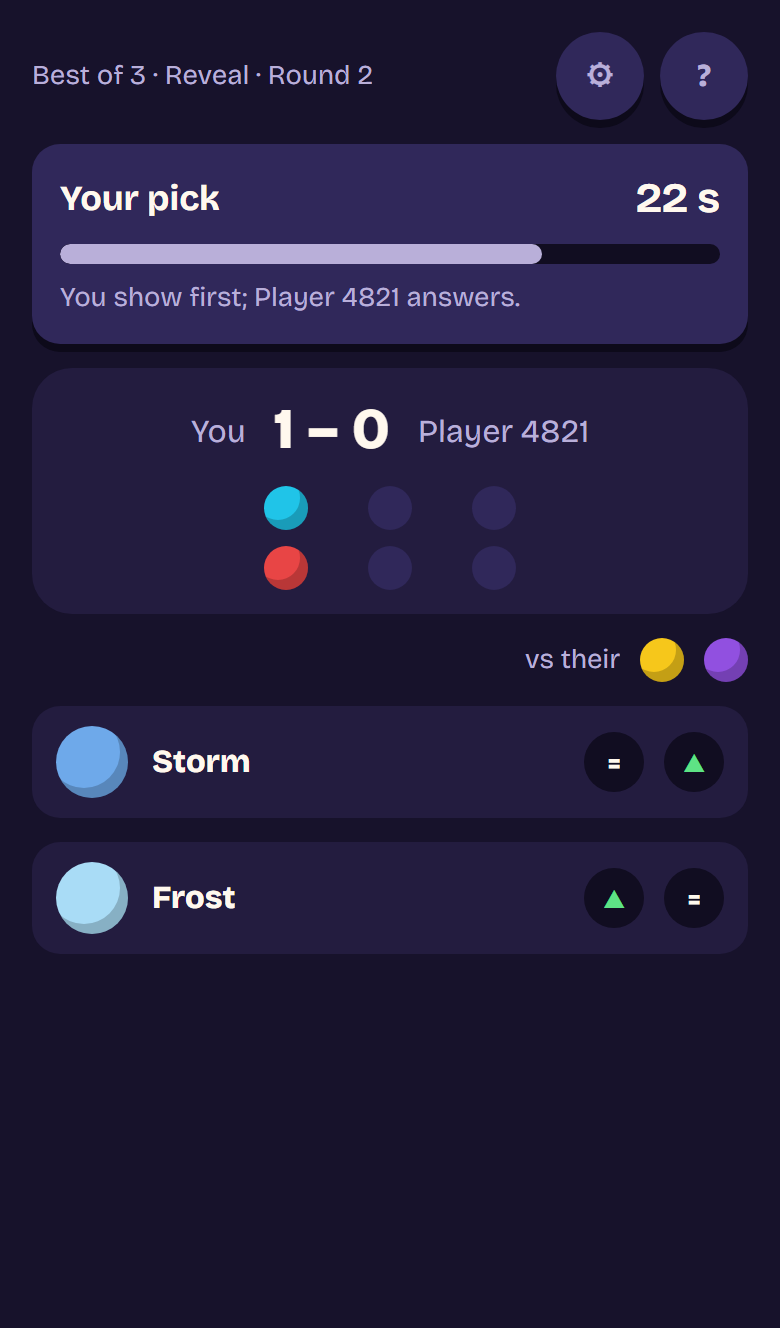 Best of 3 · Reveal · Round 2
⚙ ?
Your pick 22 s
You show first; Player 4821 answers.
You 1 – 0 Player 4821
vs their
Storm = ▲
Frost ▲ =